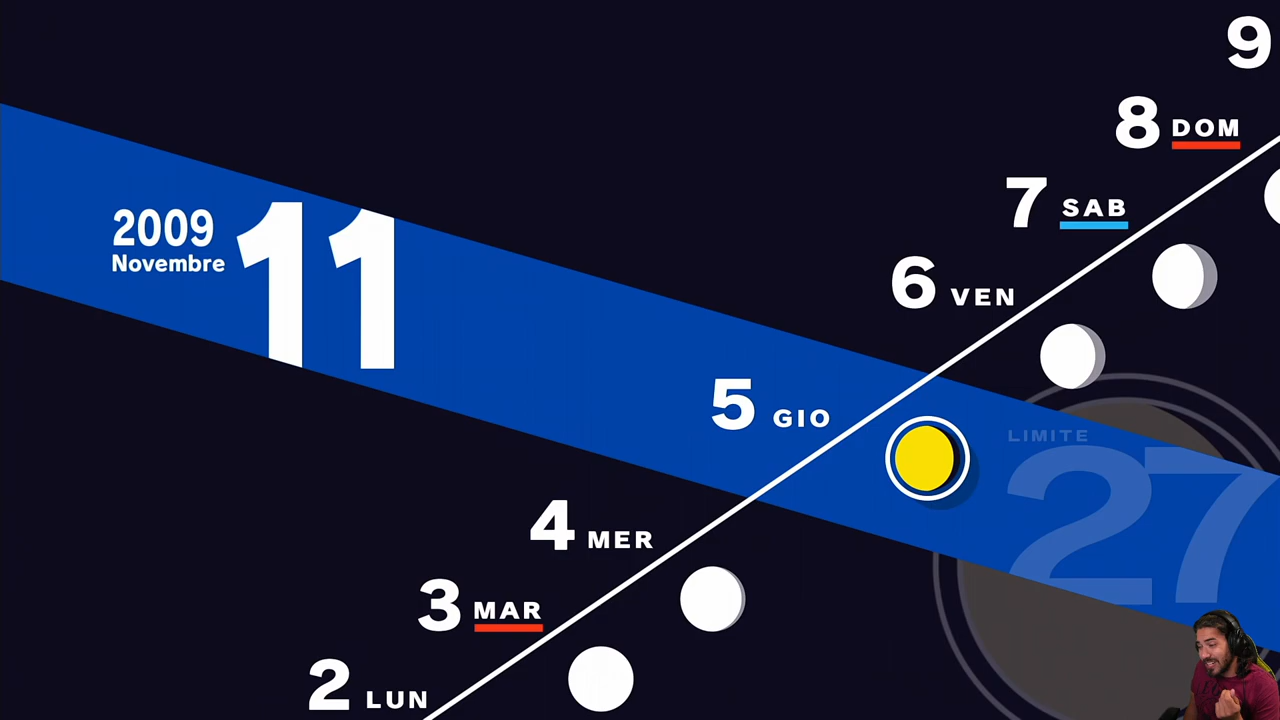 9
8 DOM
7 SAB
2009
Novembre
11
6 VEN
5 GIO
LIMITE
27
4 MER
3 MAR
2 LUN